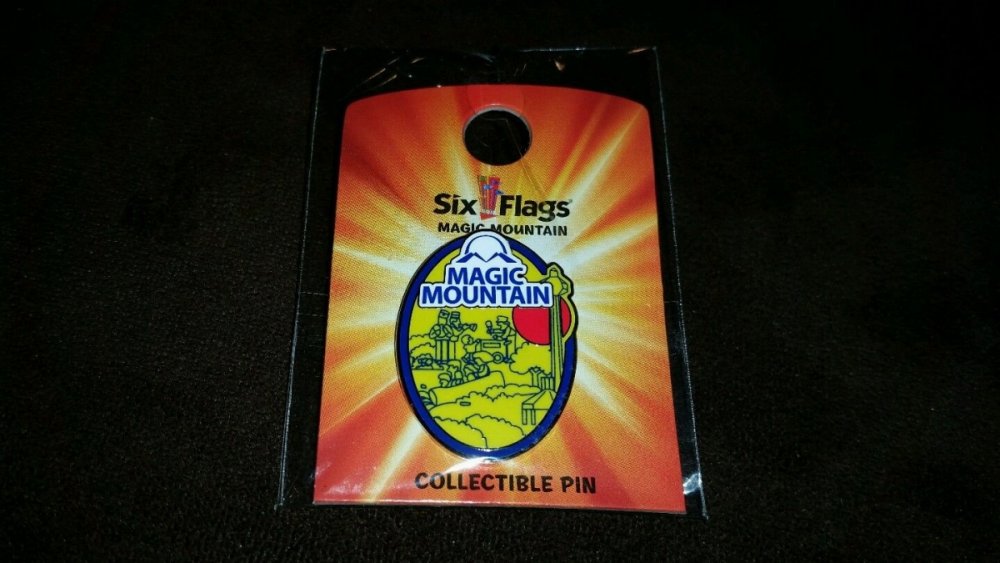 Six Flags
MAGIC MOUNTAIN
MAGIC
MOUNTAIN
COLLECTIBLE PIN